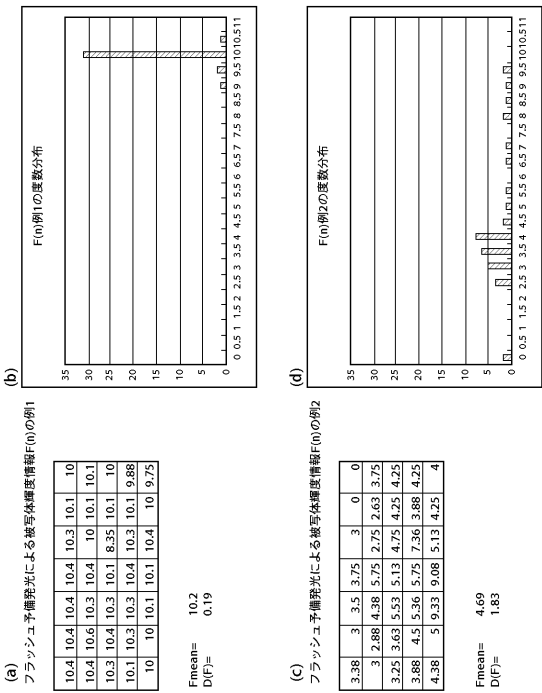 (a)
フラッシュ予備発光による被写体輝度情報F(n)の例1
10.4 10.4 10.4 10.4 10.3 10.1 10
10.4 10.6 10.3 10.4 10 10.1 10.1
10.3 10.4 10.3 10.1 8.35 10.1 10
10.1 10.3 10.3 10.4 10.3 10.1 9.88
10 10 10.1 10.1 10.4 10 9.75
Fmean= 10.2
D(F)= 0.19
(b)
F(n)例1の度数分布
35
30
25
20
15
10
5
0
0 0.5 1 1.5 2 2.5 3 3.5 4 4.5 5 5.5 6 6.5 7 7.5 8 8.5 9 9.5 10 10.5 11
(c)
フラッシュ予備発光による被写体輝度情報F(n)の例2
3.38 3 3.5 3.75 3 0 0
3 2.88 4.38 5.75 2.75 2.63 3.75
3.25 3.63 5.53 5.13 4.75 4.25 4.25
3.88 4.5 5.36 5.75 7.36 3.88 4.25
4.38 5 9.33 9.08 5.13 4.25 4
Fmean= 4.69
D(F)= 1.83
(d)
F(n)例2の度数分布
35
30
25
20
15
10
5
0
0 0.5 1 1.5 2 2.5 3 3.5 4 4.5 5 5.5 6 6.5 7 7.5 8 8.5 9 9.5 10 10.5 11